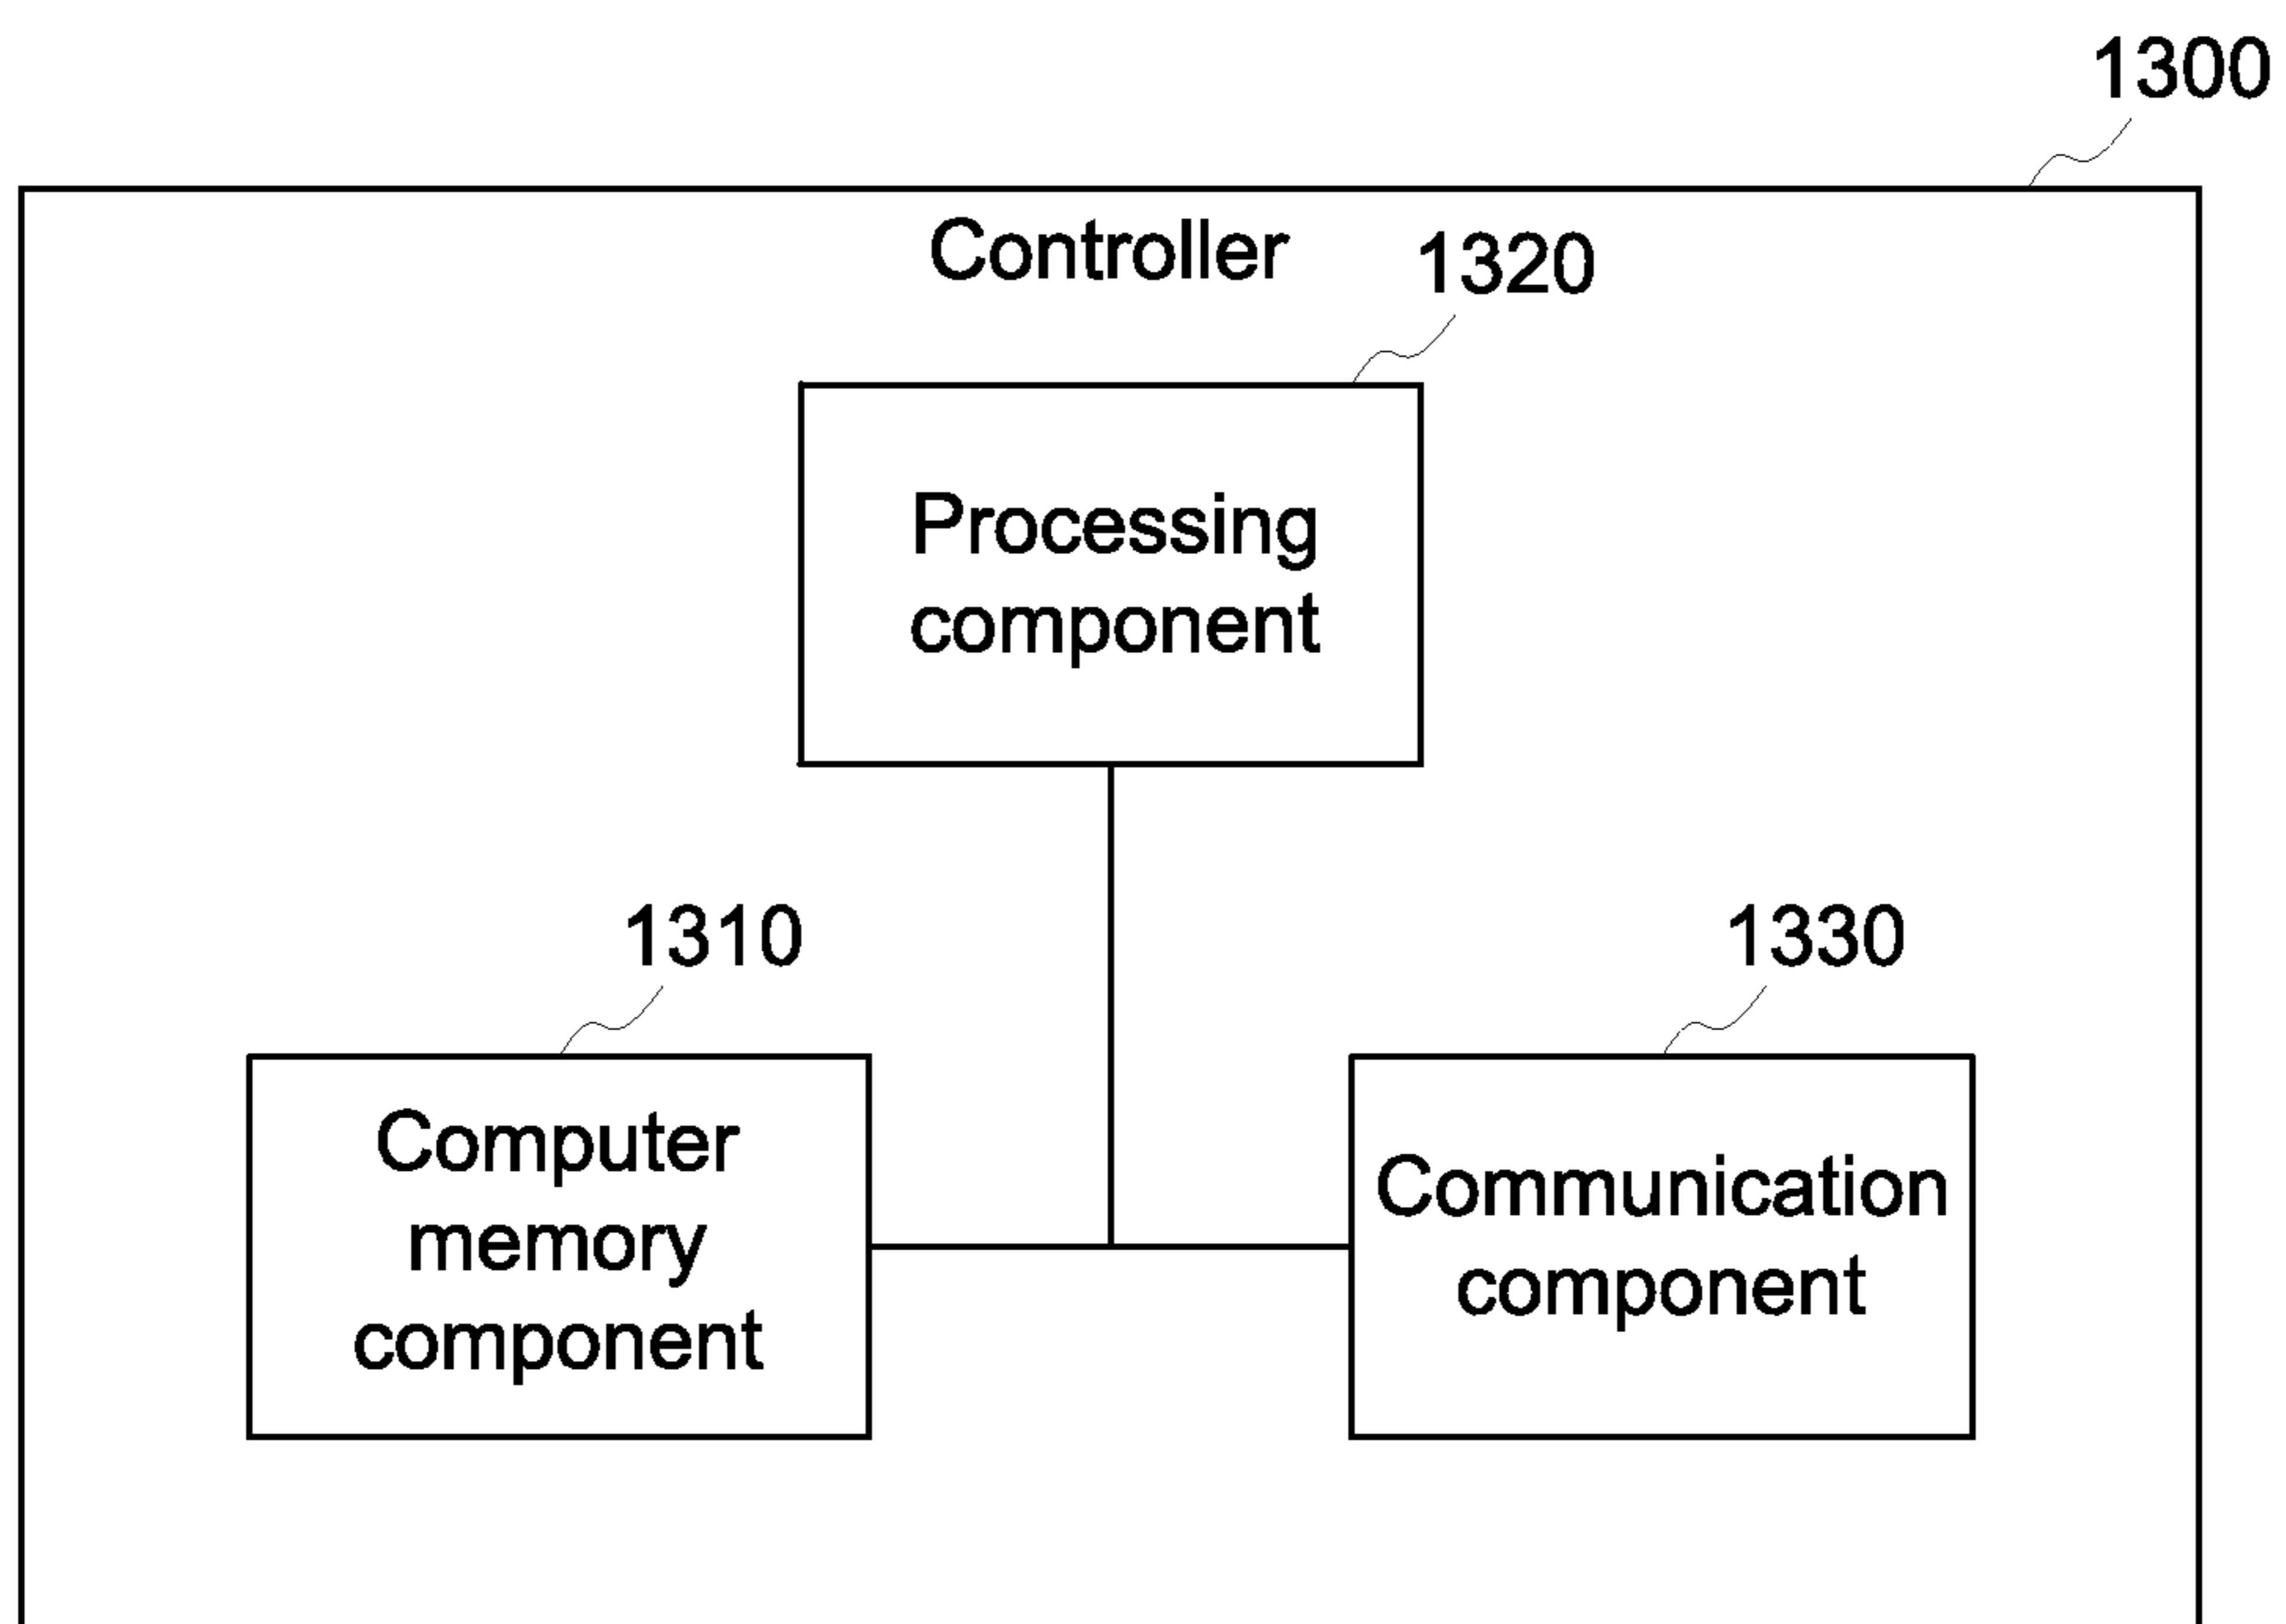 1300
Controller
1320
Processing
component
1310
1330
Computer
memory
component
Communication
component